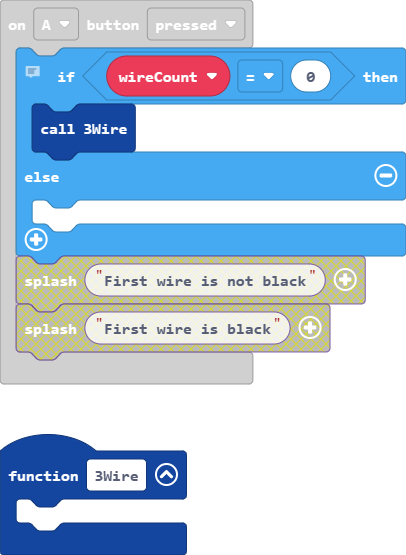 on A button pressed
if wireCount = 0 then
call 3Wire
else
splash "First wire is not black"
splash "First wire is black"
function 3Wire